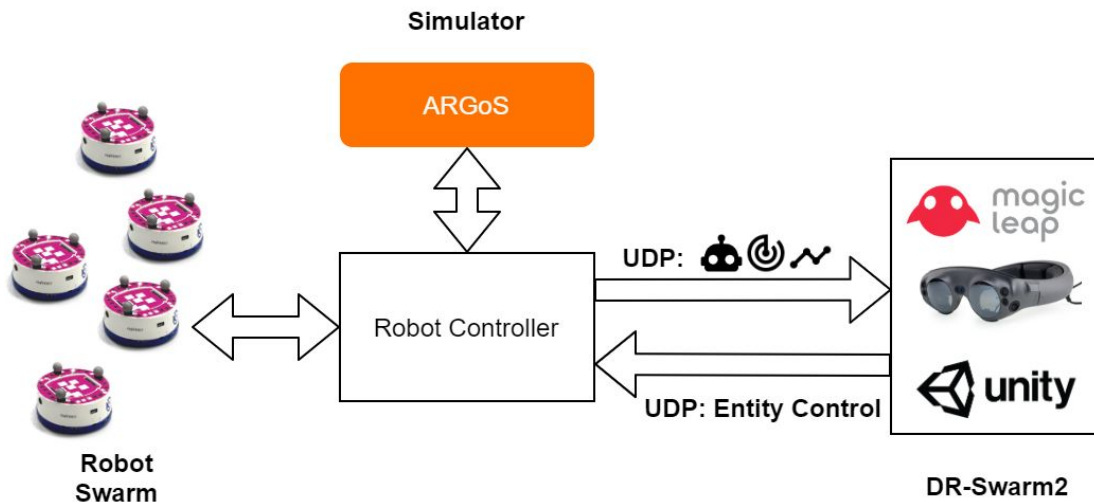 Simulator
ARGoS
magic
leap
UDP:
Robot Controller
UDP: Entity Control
unity
Robot
Swarm
DR-Swarm2